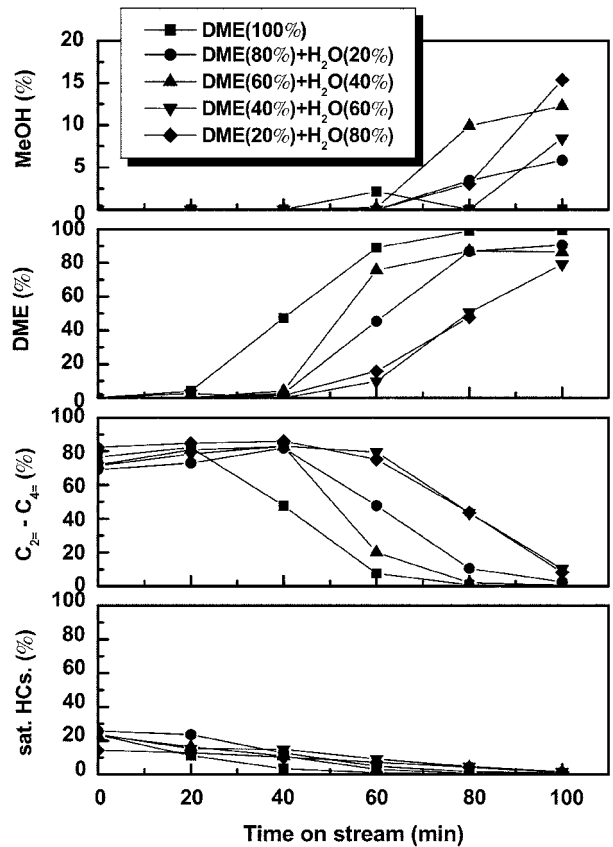 DME(100%)
DME(80%)+H₂O(20%)
DME(60%)+H₂O(40%)
DME(40%)+H₂O(60%)
DME(20%)+H₂O(80%)
MeOH (%)
20
15
10
5
0
DME (%)
100
80
60
40
20
0
C₂₌ - C₄₌ (%)
100
80
60
40
20
0
sat. HCs. (%)
100
80
60
40
20
0
0 20 40 60 80 100
Time on stream (min)